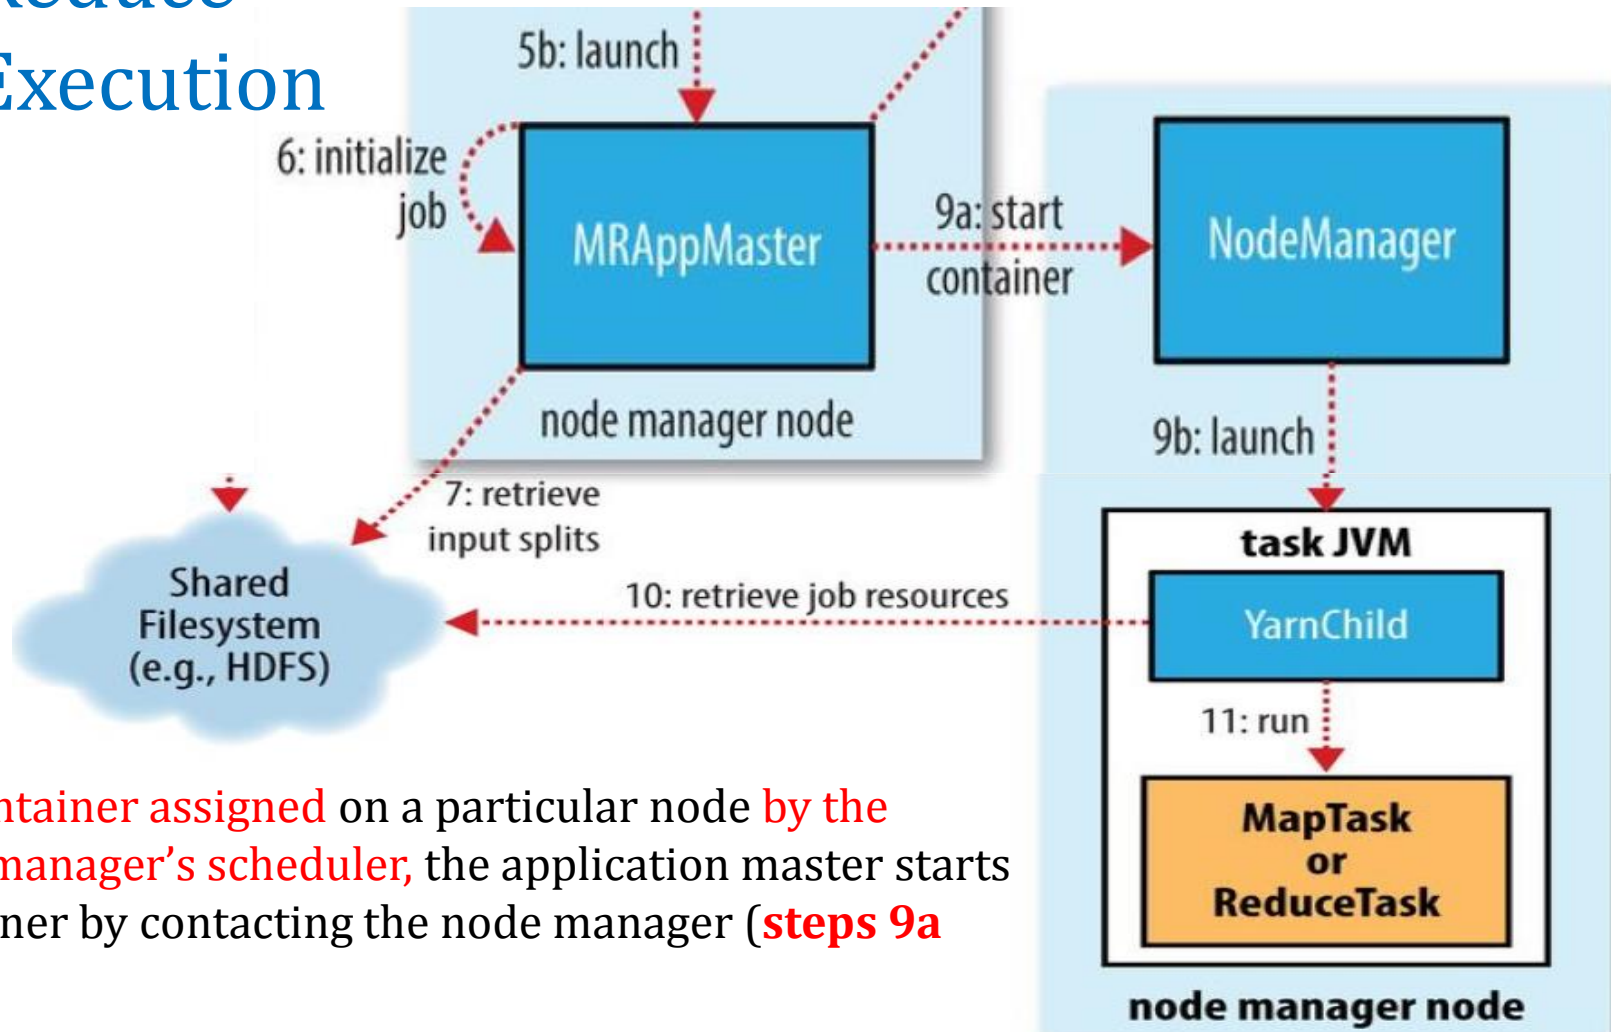 Execution
5b: launch
6: initialize
job
MRAppMaster
9a: start
container
NodeManager
node manager node
9b: launch
7: retrieve
input splits
task JVM
Shared
Filesystem
(e.g., HDFS)
10: retrieve job resources
YarnChild
11: run
MapTask
or
ReduceTask
node manager node
ntainer assigned on a particular node by the
manager’s scheduler, the application master starts
ner by contacting the node manager (steps 9a